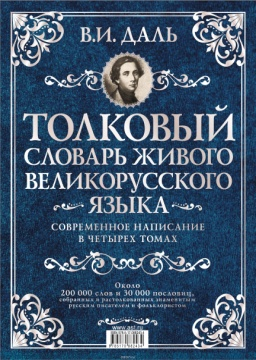 В.И. ДАЛЬ
ТОЛКОВЫЙ
СЛОВАРЬ ЖИВОГО
ВЕЛИКОРУССКОГО
ЯЗЫКА
СОВРЕМЕННОЕ НАПИСАНИЕ
В ЧЕТЫРЕХ ТОМАХ
Около
200 000 слов и 30 000 пословиц,
собранных и растолкованных знаменитым
русским писателем и фольклористом
www.ast.ru